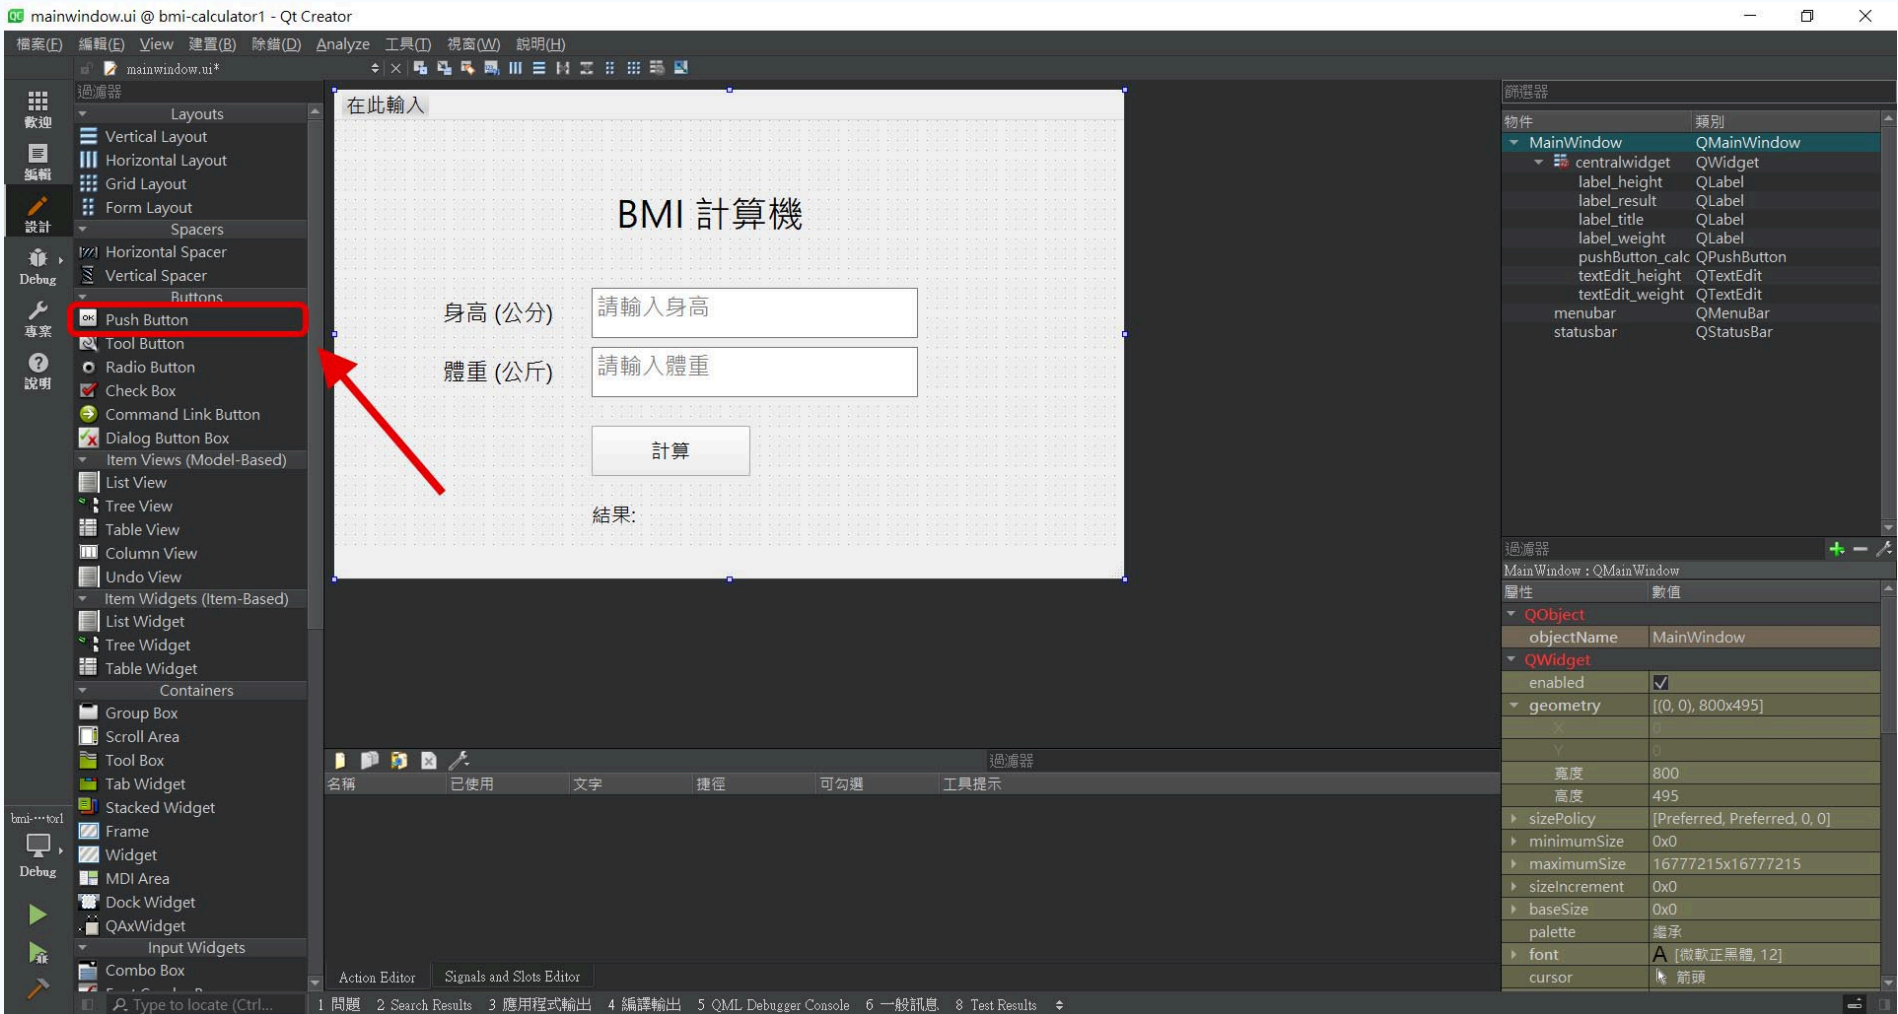 mainwindow.ui @ bmi-calculator1 - Qt Creator
檔案(F) 編輯(E) View 建置(B) 除錯(D) Analyze 工具(T) 視窗(W) 說明(H)
mainwindow.ui*
過濾器
歡迎
編輯
設計
Debug
專案
說明
bmi-···tor1
Debug
Layouts
Vertical Layout
Horizontal Layout
Grid Layout
Form Layout
Spacers
Horizontal Spacer
Vertical Spacer
Buttons
Push Button
Tool Button
Radio Button
Check Box
Command Link Button
Dialog Button Box
Item Views (Model-Based)
List View
Tree View
Table View
Column View
Undo View
Item Widgets (Item-Based)
List Widget
Tree Widget
Table Widget
Containers
Group Box
Scroll Area
Tool Box
Tab Widget
Stacked Widget
Frame
Widget
MDI Area
Dock Widget
QAxWidget
Input Widgets
Combo Box
在此輸入
BMI 計算機
身高 (公分) 請輸入身高
體重 (公斤) 請輸入體重
計算
結果:
過濾器
名稱 已使用 文字 捷徑 可勾選 工具提示
Action Editor Signals and Slots Editor
篩選器
物件 類別
MainWindow QMainWindow
centralwidget QWidget
label_height QLabel
label_result QLabel
label_title QLabel
label_weight QLabel
pushButton_calc QPushButton
textEdit_height QTextEdit
textEdit_weight QTextEdit
menubar QMenuBar
statusbar QStatusBar
過濾器
MainWindow : QMainWindow
屬性 數值
QObject
objectName MainWindow
QWidget
enabled
geometry [(0, 0), 800x495]
X 0
Y 0
寬度 800
高度 495
sizePolicy [Preferred, Preferred, 0, 0]
minimumSize 0x0
maximumSize 16777215x16777215
sizeIncrement 0x0
baseSize 0x0
palette 繼承
font A [微軟正黑體, 12]
cursor 箭頭
Type to locate (Ctrl...
1 問題 2 Search Results 3 應用程式輸出 4 編譯輸出 5 QML Debugger Console 6 一般訊息 8 Test Results